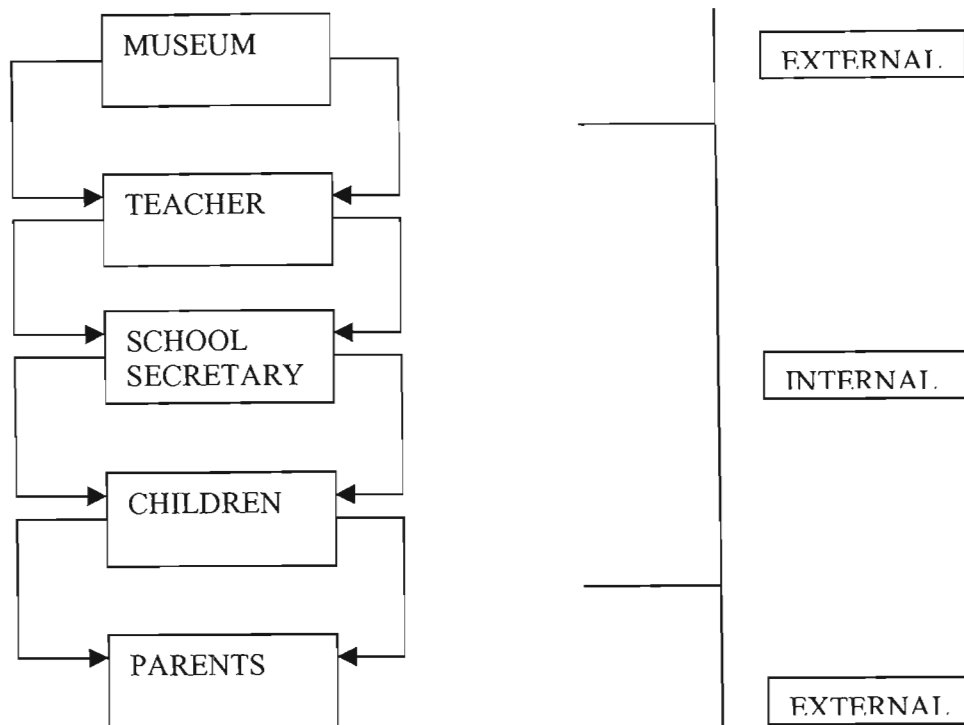 MUSEUM
EXTERNAL
TEACHER
SCHOOL
SECRETARY
INTERNAL
CHILDREN
PARENTS
EXTERNAL